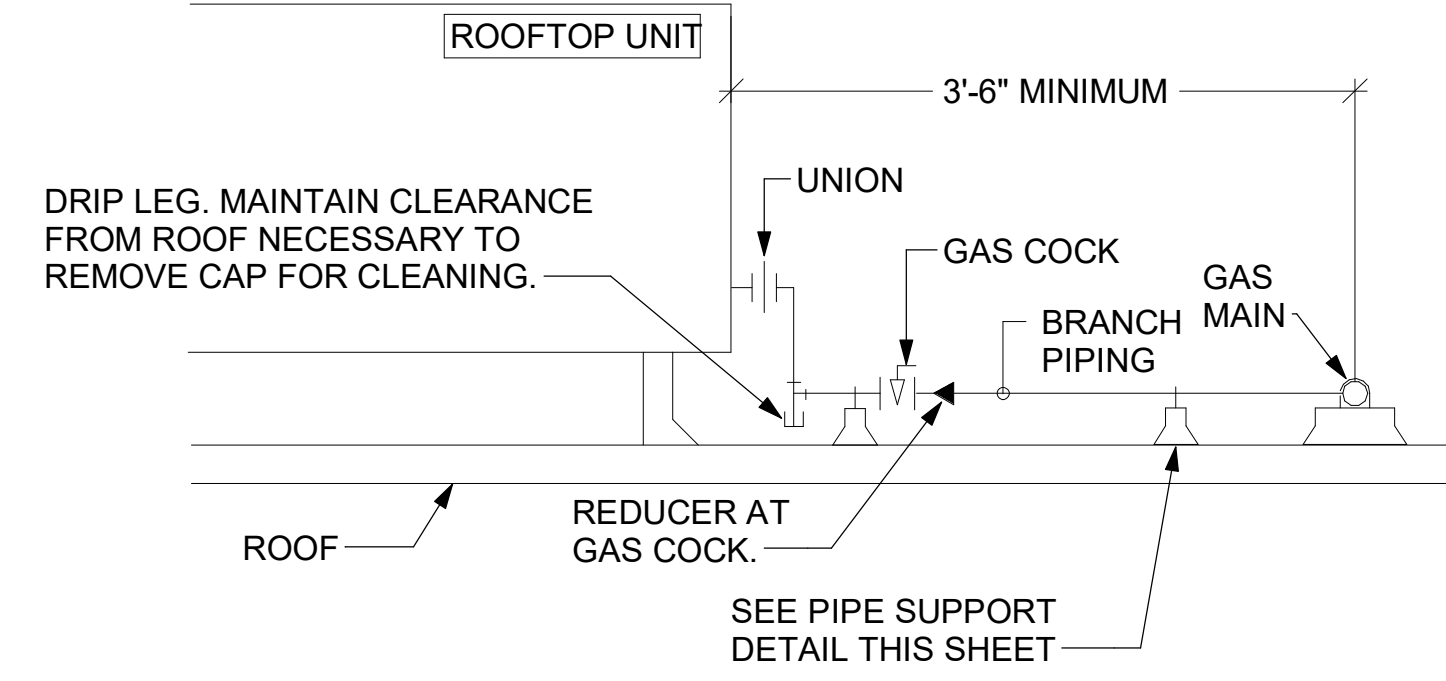 ROOFTOP UNIT
3'-6" MINIMUM
UNION
DRIP LEG. MAINTAIN CLEARANCE
FROM ROOF NECESSARY TO
REMOVE CAP FOR CLEANING.
GAS COCK
GAS
MAIN
BRANCH
PIPING
REDUCER AT
GAS COCK.
ROOF
SEE PIPE SUPPORT
DETAIL THIS SHEET